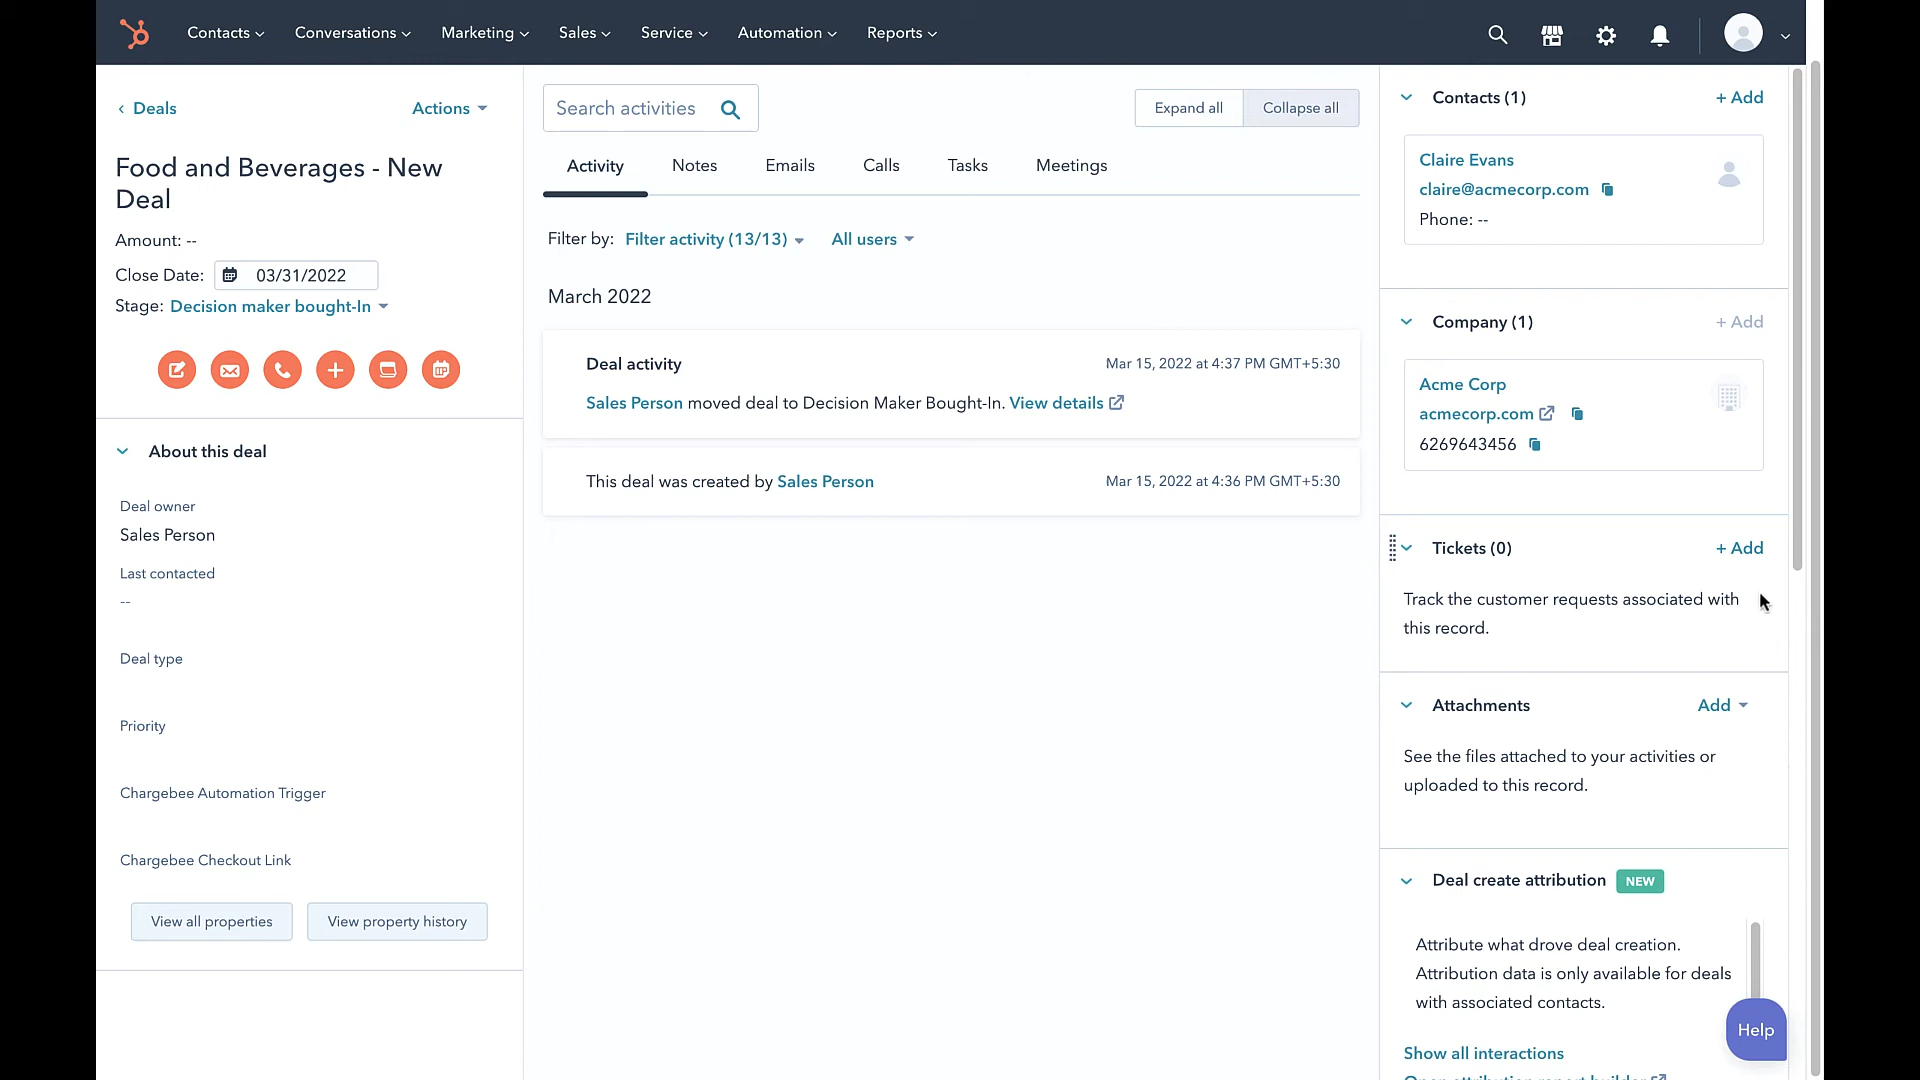 Contacts
Conversations
Marketing
Sales
Service
Automation
Reports
Deals
Actions
Food and Beverages - New
Deal
Amount: --
Close Date: 03/31/2022
Stage: Decision maker bought-In
About this deal
Deal owner
Sales Person
Last contacted
--
Deal type
Priority
Chargebee Automation Trigger
Chargebee Checkout Link
View all properties
View property history
Search activities
Expand all
Collapse all
Activity
Notes
Emails
Calls
Tasks
Meetings
Filter by: Filter activity (13/13) All users
March 2022
Deal activity
Mar 15, 2022 at 4:37 PM GMT+5:30
Sales Person moved deal to Decision Maker Bought-In. View details
This deal was created by Sales Person
Mar 15, 2022 at 4:36 PM GMT+5:30
Contacts (1)
+ Add
Claire Evans
claire@acmecorp.com
Phone: --
Company (1)
+ Add
Acme Corp
acmecorp.com
6269643456
Tickets (0)
+ Add
Track the customer requests associated with
this record.
Attachments
Add
See the files attached to your activities or
uploaded to this record.
Deal create attribution NEW
Attribute what drove deal creation.
Attribution data is only available for deals
with associated contacts.
Help
Show all interactions
Open attribution report builder